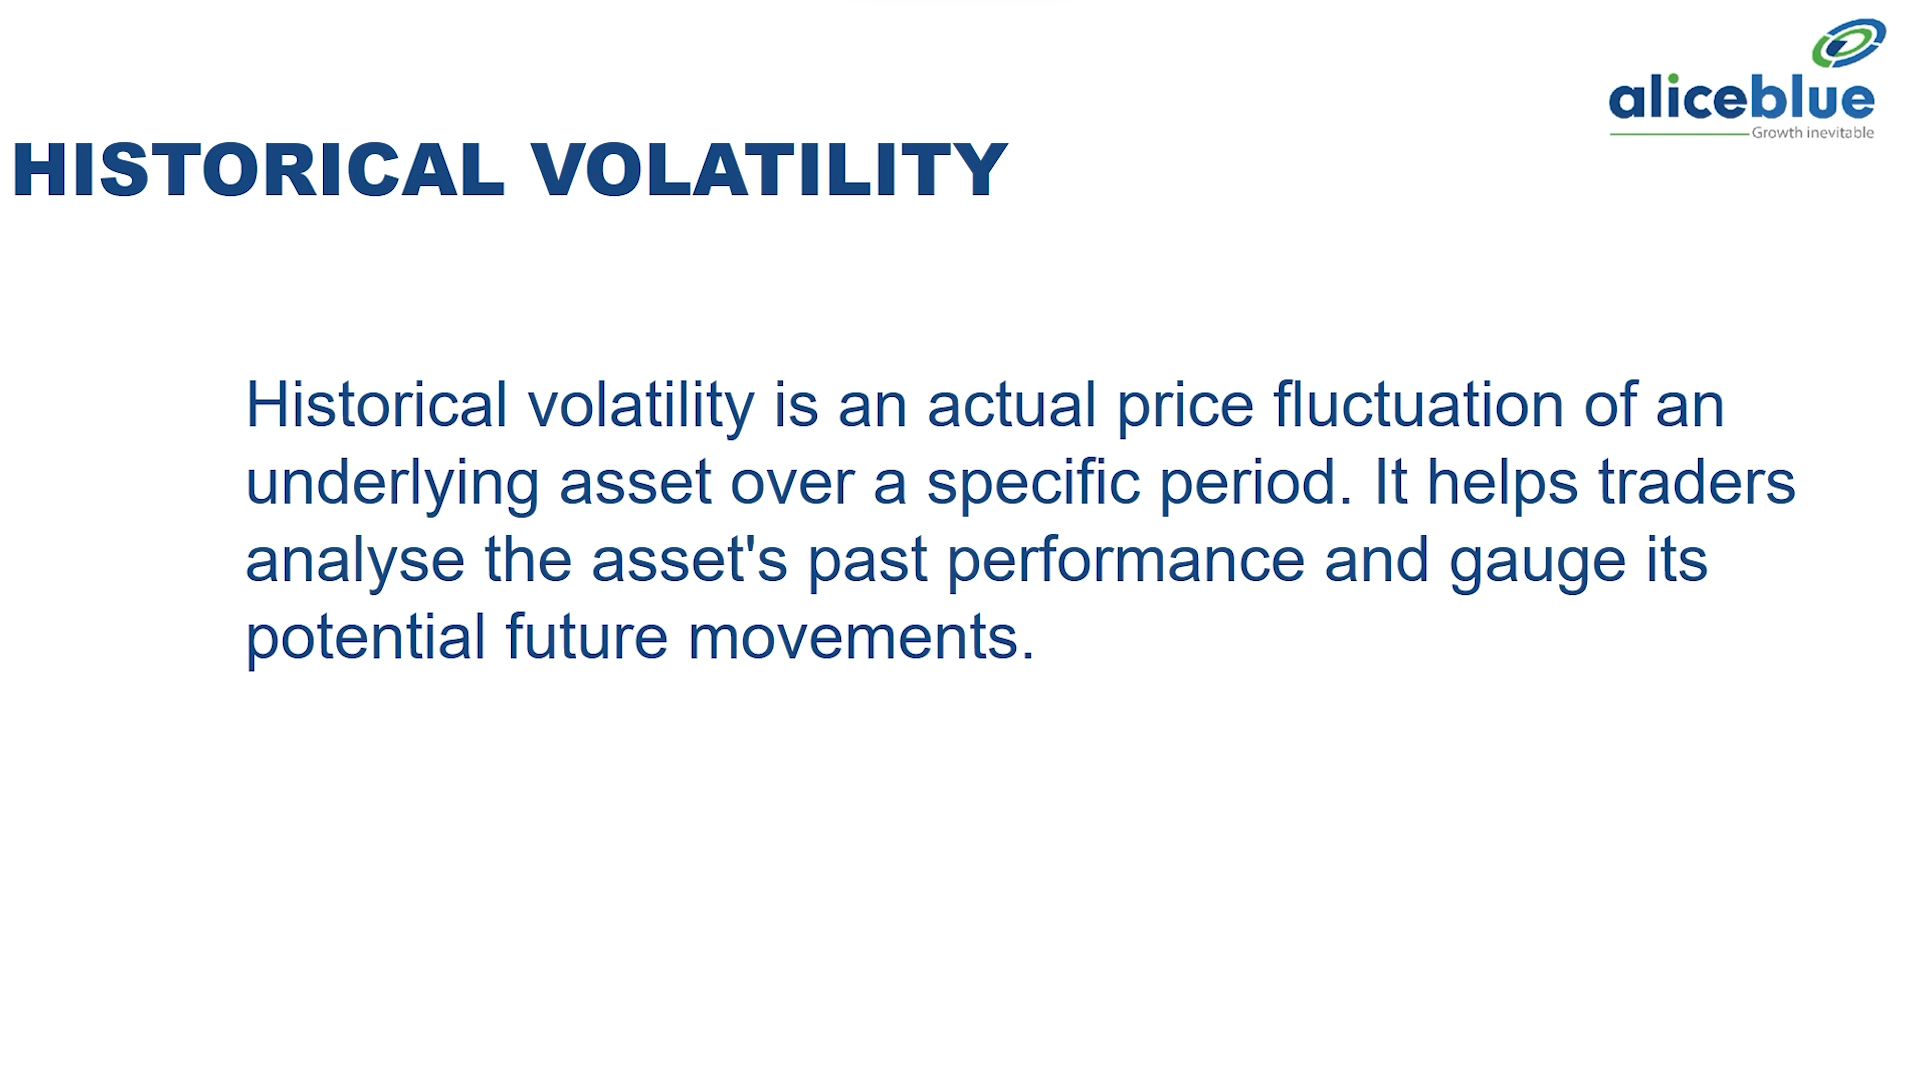 aliceblue
Growth inevitable
HISTORICAL VOLATILITY
Historical volatility is an actual price fluctuation of an
underlying asset over a specific period. It helps traders
analyse the asset's past performance and gauge its
potential future movements.